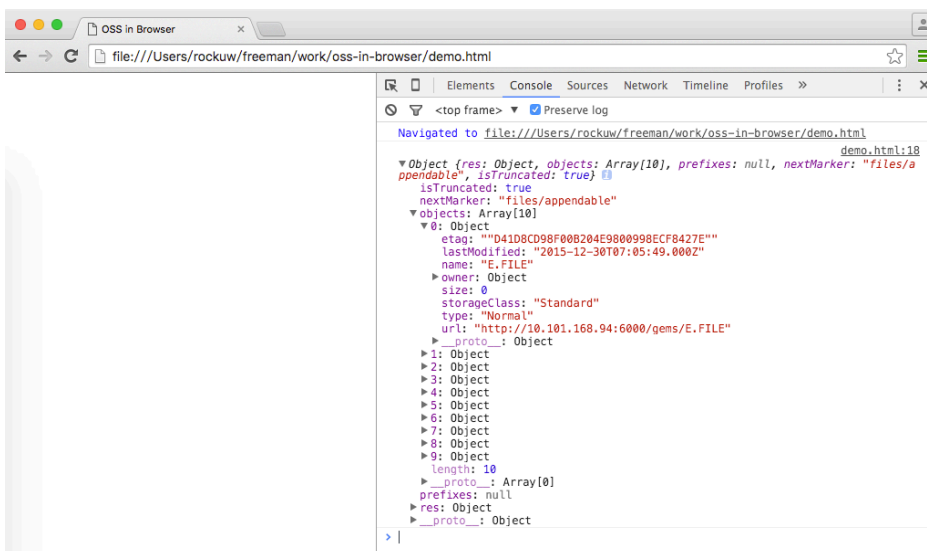 OSS in Browser
file:///Users/rockuw/freeman/work/oss-in-browser/demo.html
Elements Console Sources Network Timeline Profiles »
<top frame> ▼ Preserve log
Navigated to file:///Users/rockuw/freeman/work/oss-in-browser/demo.html
demo.html:18
▼Object {res: Object, objects: Array[10], prefixes: null, nextMarker: "files/a
ppendable", isTruncated: true}
isTruncated: true
nextMarker: "files/appendable"
▼objects: Array[10]
▼0: Object
etag: ""D41D8CD98F00B204E9800998ECF8427E""
lastModified: "2015-12-30T07:05:49.000Z"
name: "E.FILE"
▶owner: Object
size: 0
storageClass: "Standard"
type: "Normal"
url: "http://10.101.168.94:6000/gems/E.FILE"
▶__proto__: Object
▶1: Object
▶2: Object
▶3: Object
▶4: Object
▶5: Object
▶6: Object
▶7: Object
▶8: Object
▶9: Object
length: 10
▶__proto__: Array[0]
prefixes: null
▶res: Object
▶__proto__: Object
>